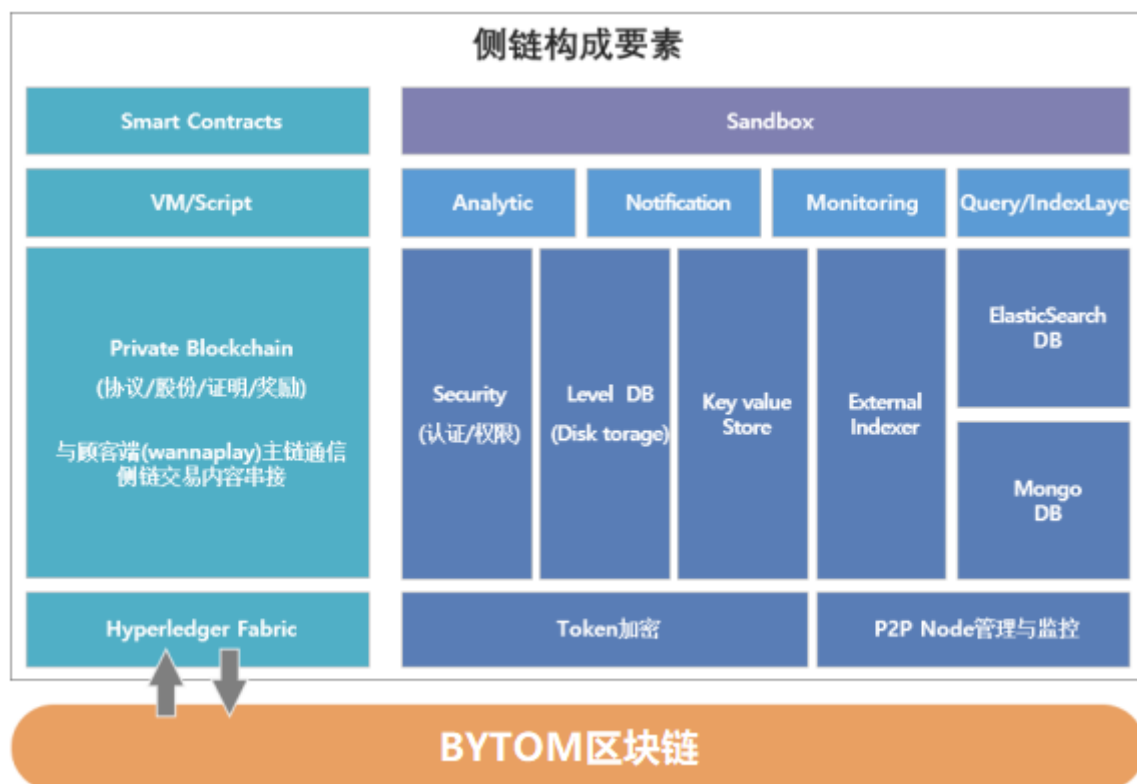 侧链构成要素
Smart Contracts
Sandbox
VM/Script
Analytic
Notification
Monitoring
Query/IndexLaye
Private Blockchain
(协议/股份/证明/奖励)
与顾客端(wannaplay)主链通信
侧链交易内容串接
Security
(认证/权限)
Level DB
(Disk torage)
Key value
Store
External
Indexer
ElasticSearch
DB
Mongo
DB
Hyperledger Fabric
Token加密
P2P Node管理与监控
BYTOM区块链